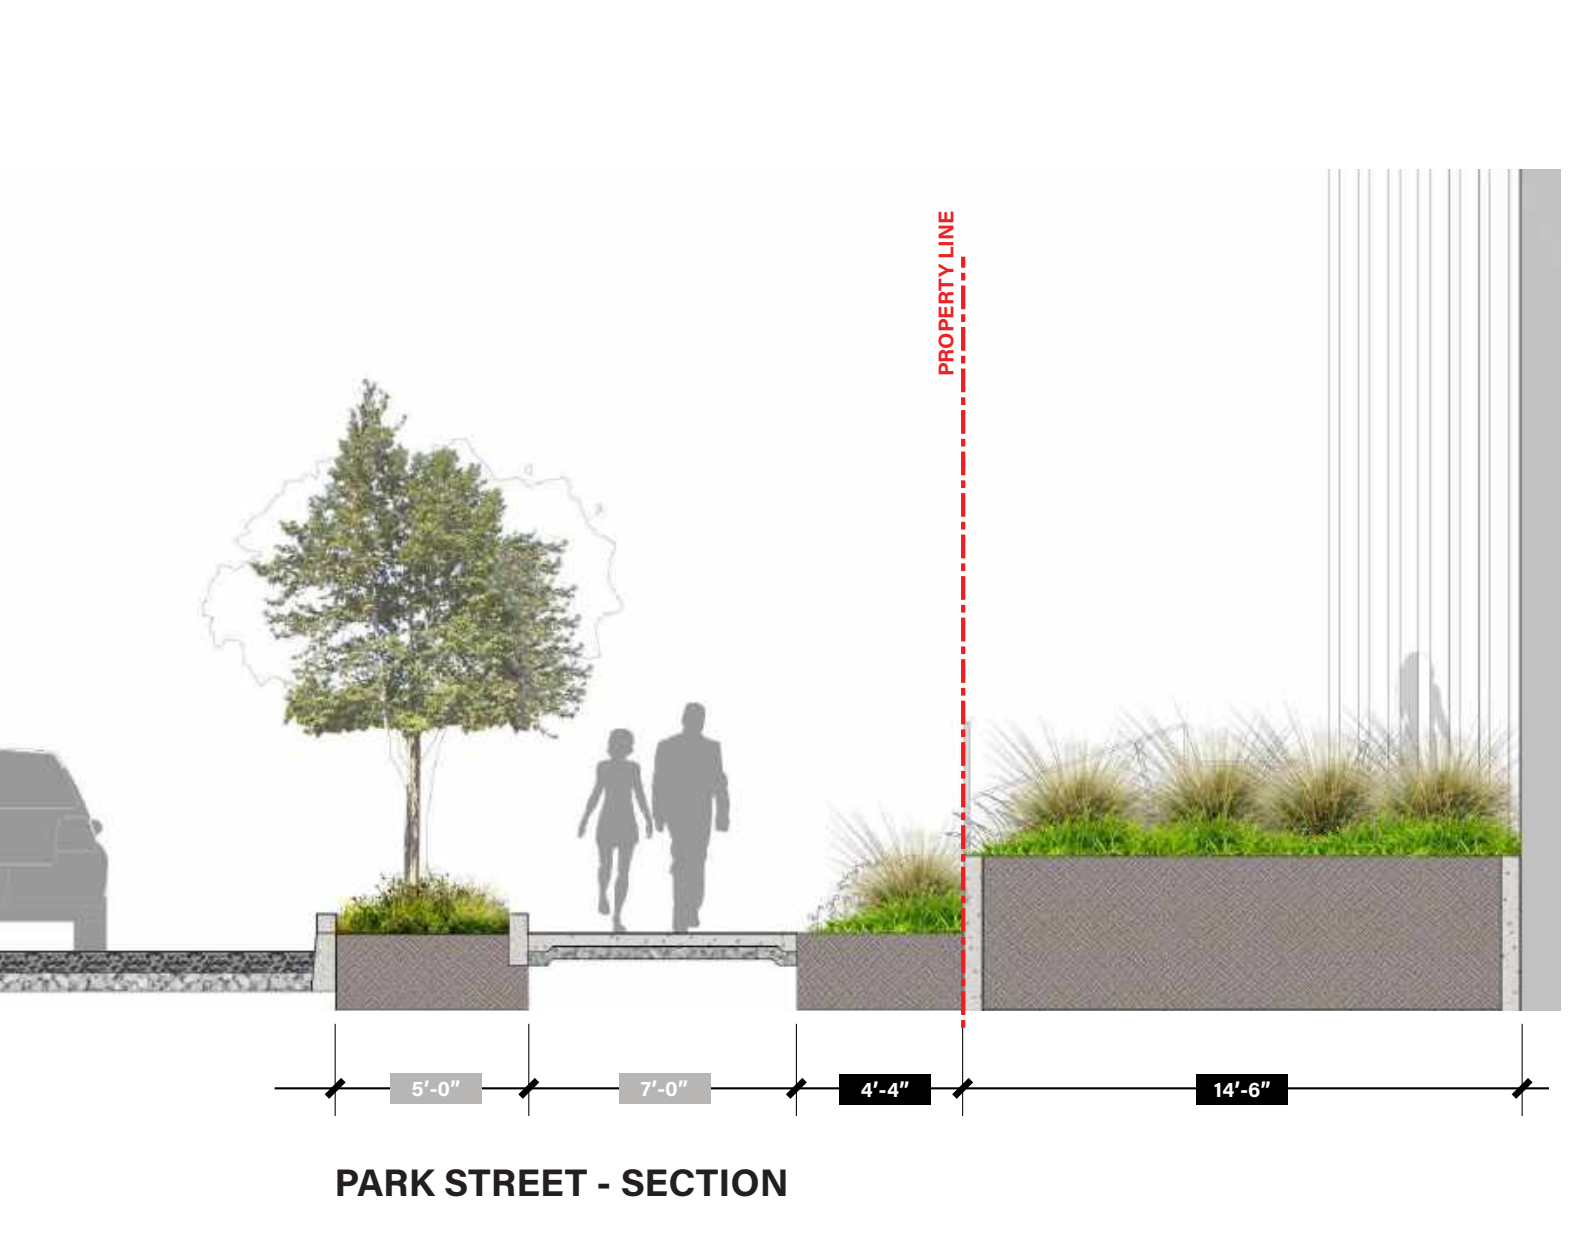 PROPERTY LINE
5′-0″
7′-0″
4′-4″
14′-6″
PARK STREET - SECTION